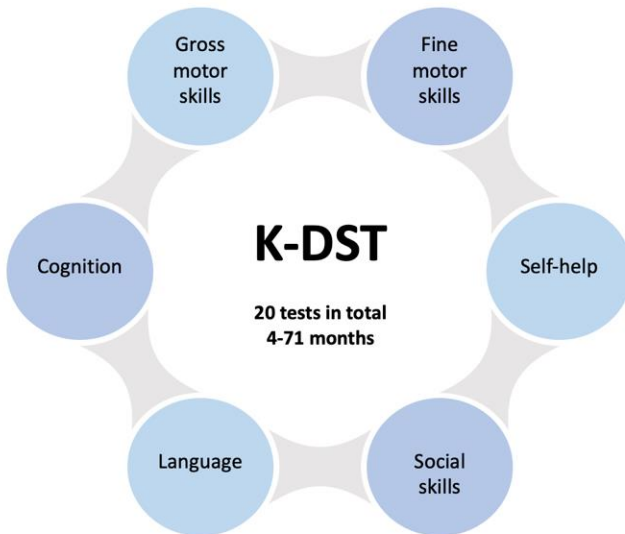 Gross
motor
skills
Fine
motor
skills
Cognition
K-DST
20 tests in total
4-71 months
Self-help
Language
Social
skills